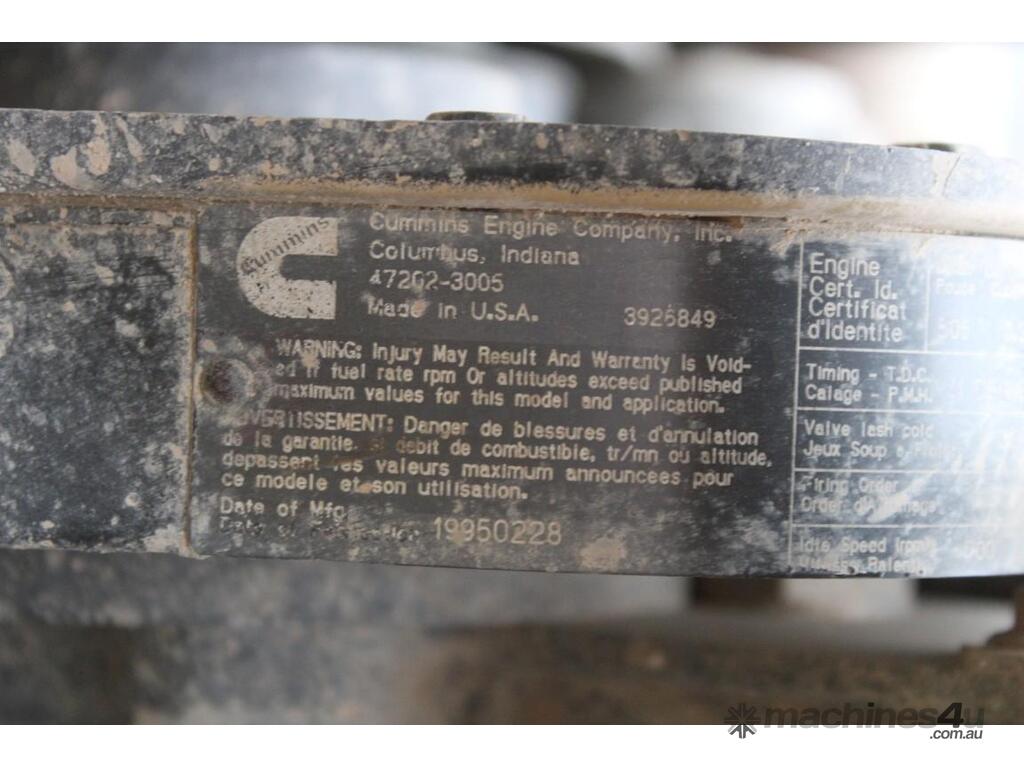 Cummins
Cummins Engine Company, Inc.
Columbus, Indiana
47202-3005
Made in U.S.A. 3926849
WARNING: Injury May Result And Warranty Is Void-
ed If fuel rate rpm Or altitudes exceed published
maximum values for this model and application.
AVERTISSEMENT: Danger de blessures et d'annulation
de la garantie, si debit de combustible, tr/mn ou altitude,
depassent les valeurs maximum announcees pour
ce modele et son utilisation.
Date of Mfg
19950228
Engine
Cert. Id.
Certificat
d'Identite
Timing - T.D.C.
Calage - P.M.H.
Valve lash cold
Jeux Soup
Firing Order
Idle Speed
machines4u
.com.au